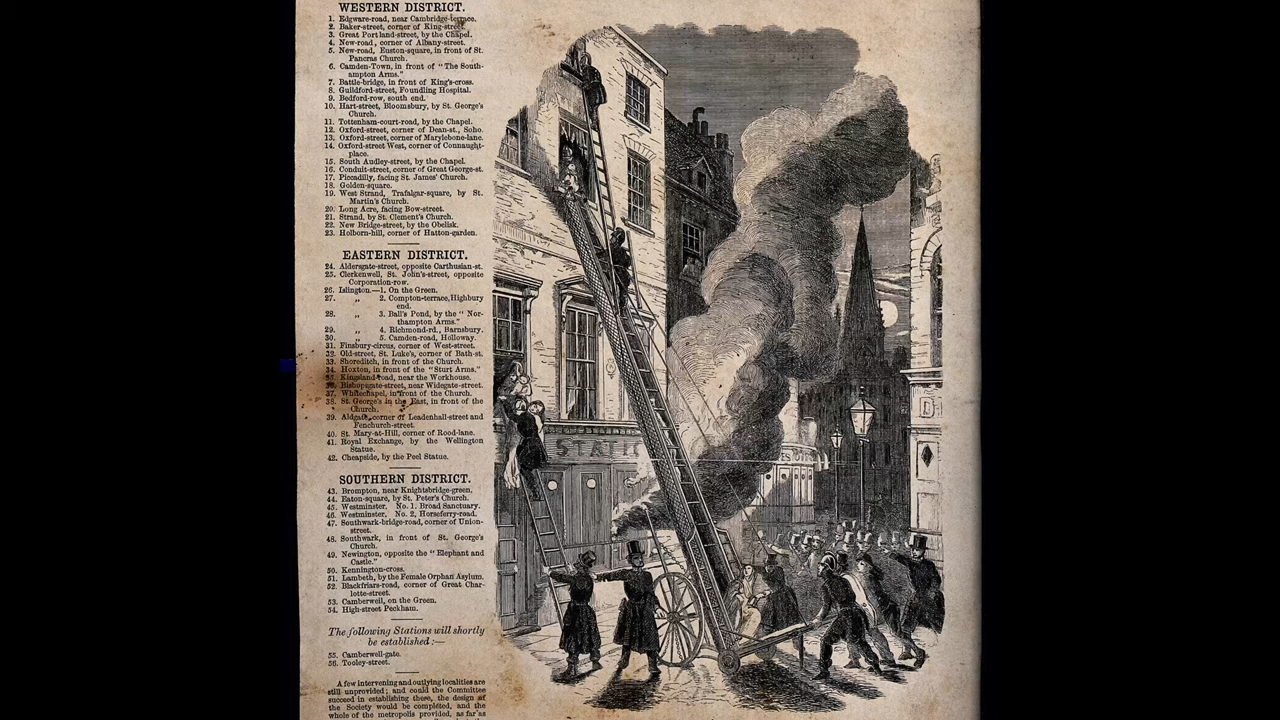 WESTERN DISTRICT.
1. Edgware-road, near Cambridge-terrace.
2. Baker-street, corner of King-street.
3. Great Portland-street, by the Chapel.
4. New-road, corner of Albany-street.
5. New-road, Euston-square, in front of St.
Pancras Church.
6. Camden-Town, in front of "The South-
ampton Arms."
7. Battle-bridge, in front of King's-cross.
8. Guildford-street, Foundling Hospital.
9. Bedford-row, south end.
10. Hart-street, Bloomsbury, by St. George's
Church.
11. Tottenham-court-road, by the Chapel.
12. Oxford-street, corner of Dean-st., Soho.
13. Oxford-street, corner of Marylebone-lane.
14. Oxford-street West, corner of Connaught-
place.
15. South Audley-street, by the Chapel.
16. Conduit-street, corner of Great George-st.
17. Piccadilly, facing St. James' Church.
18. Golden-square.
19. West Strand, Trafalgar-square, by St.
Martin's Church.
20. Long Acre, facing Bow-street.
21. Strand, by St. Clement's Church.
22. New Bridge-street, by the Obelisk.
23. Holborn-hill, corner of Hatton-garden.
EASTERN DISTRICT.
24. Aldersgate-street, opposite Carthusian-st.
25. Clerkenwell, St. John's-street, opposite
Corporation-row.
26. Islington.—1. On the Green.
27. „ 2. Compton-terrace, Highbury
end.
28. „ 3. Ball's Pond, by the "Nor-
thampton Arms."
29. „ 4. Richmond-rd., Barnsbury.
30. „ 5. Camden-road, Holloway.
31. Finsbury-circus, corner of West-street.
32. Old-street, St. Luke's, corner of Bath-st.
33. Shoreditch, in front of the Church.
34. Hoxton, in front of the "Sturt Arms."
35. Kingsland-road, near the Workhouse.
36. Bishopsgate-street, near Widegate-street.
37. Whitechapel, in front of the Church.
38. St. George's in the East, in front of the
Church.
39. Aldgate, corner of Leadenhall-street and
Fenchurch-street.
40. St. Mary-at-Hill, corner of Rood-lane.
41. Royal Exchange, by the Wellington
Statue.
42. Cheapside, by the Peel Statue.
SOUTHERN DISTRICT.
43. Brompton, near Knightsbridge-green.
44. Eaton-square, by St. Peter's Church.
45. Westminster, No. 1. Broad Sanctuary.
46. Westminster, No. 2, Horseferry-road.
47. Southwark-bridge-road, corner of Union-
street.
48. Southwark, in front of St. George's
Church.
49. Newington, opposite the "Elephant and
Castle."
50. Kennington-cross.
51. Lambeth, by the Female Orphan Asylum.
52. Blackfriars-road, corner of Great Char-
lotte-street.
53. Camberwell, on the Green.
54. High-street Peckham.
The following Stations will shortly
be established:—
55. Camberwell-gate.
56. Tooley-street.
A few intervening and outlying localities are
still unprovided; and could the Committee
succeed in establishing these, the design of
the Society would be completed, and the
whole of the metropolis provided, as far as